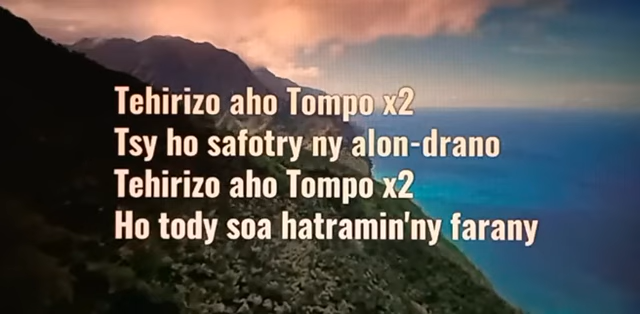 Tehirizo aho Tompo x2
Tsy ho safotry ny alon-drano
Tehirizo aho Tompo x2
Ho tody soa hatramin'ny farany